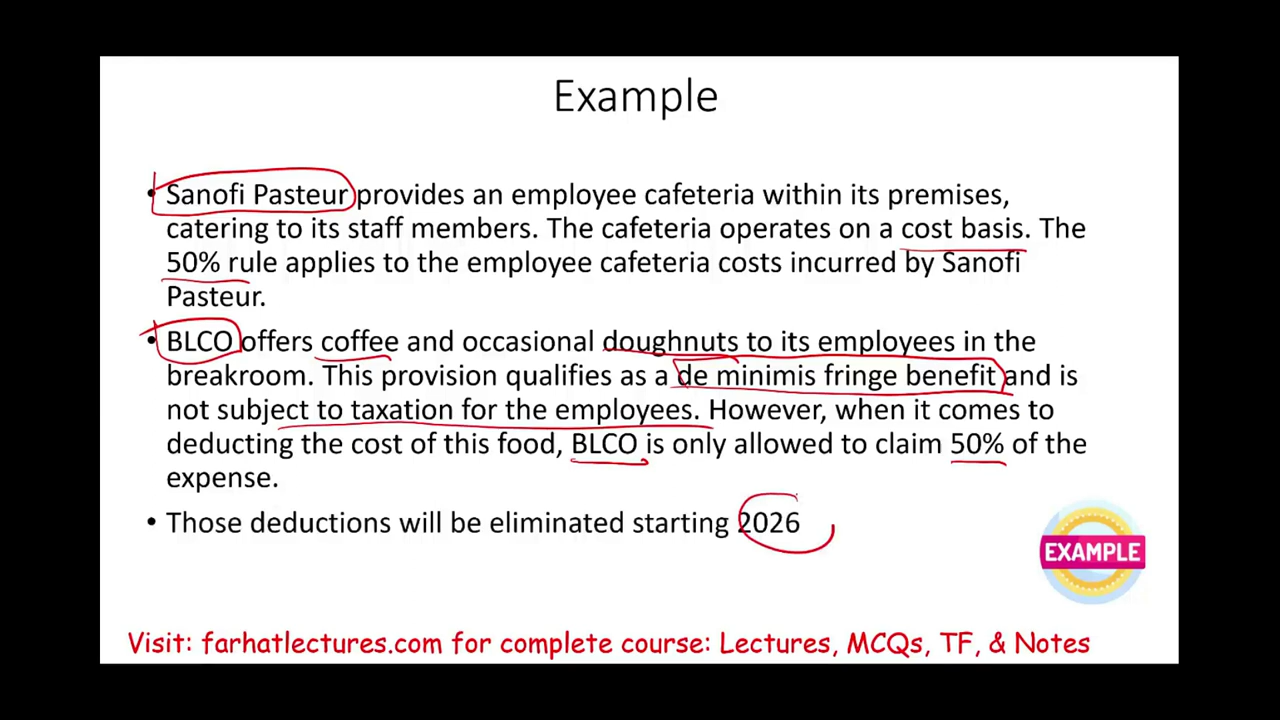 Example
• Sanofi Pasteur provides an employee cafeteria within its premises,
catering to its staff members. The cafeteria operates on a cost basis. The
50% rule applies to the employee cafeteria costs incurred by Sanofi
Pasteur.
• BLCO offers coffee and occasional doughnuts to its employees in the
breakroom. This provision qualifies as a de minimis fringe benefit and is
not subject to taxation for the employees. However, when it comes to
deducting the cost of this food, BLCO is only allowed to claim 50% of the
expense.
• Those deductions will be eliminated starting 2026
EXAMPLE
Visit: farhatlectures.com for complete course: Lectures, MCQs, TF, & Notes